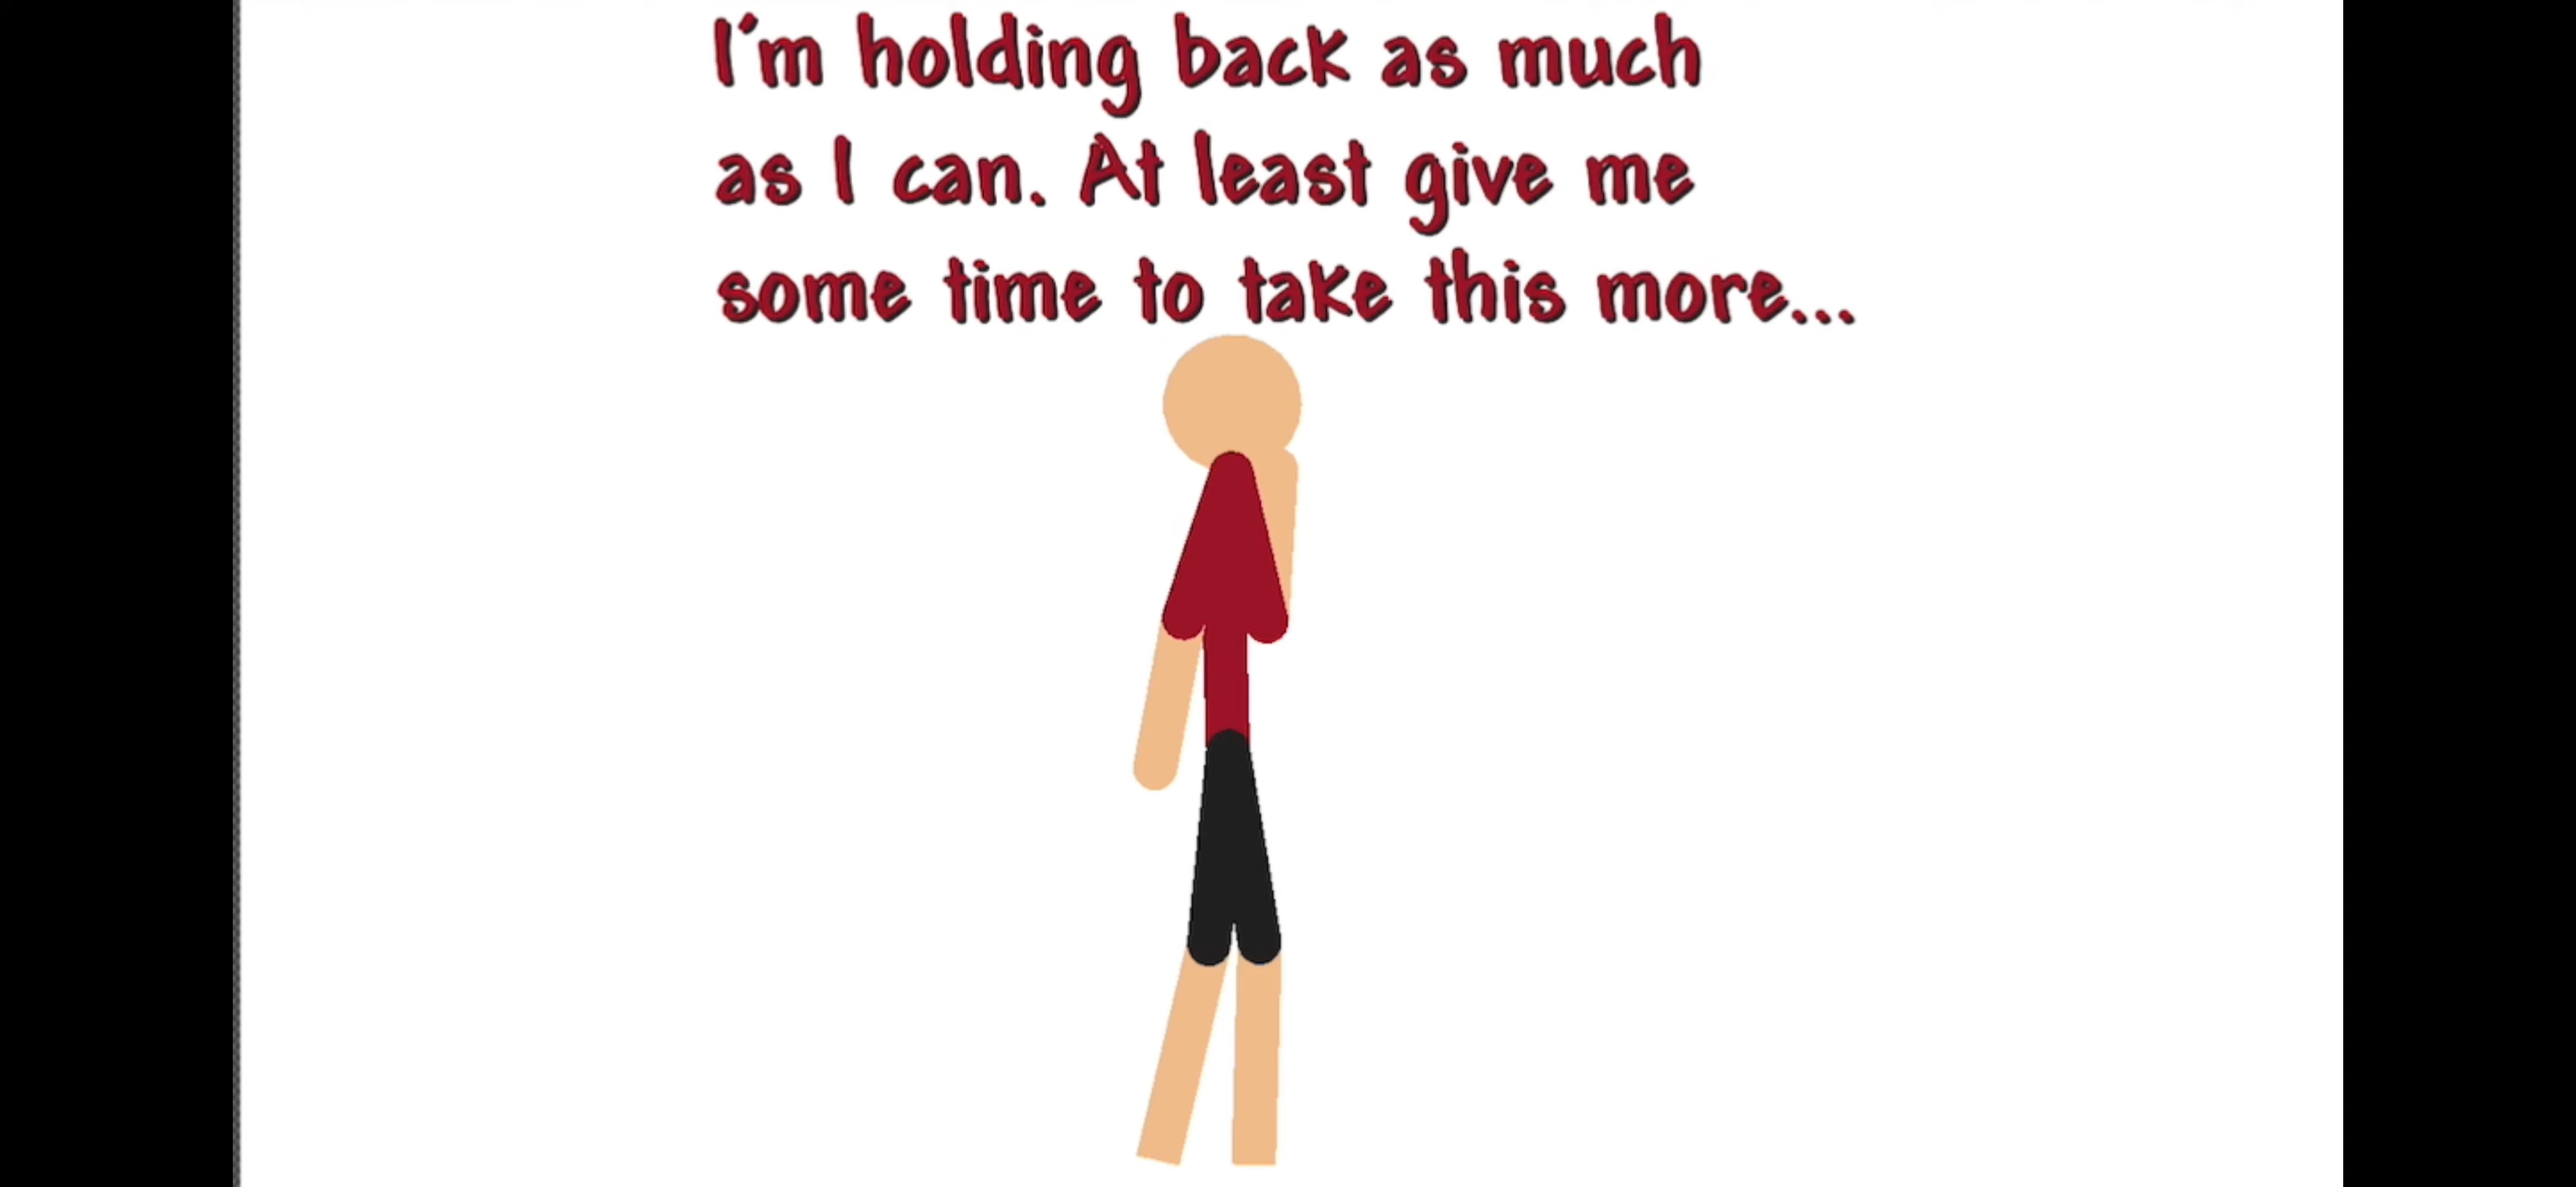 I'm holding back as much
as I can. At least give me
some time to take this more...